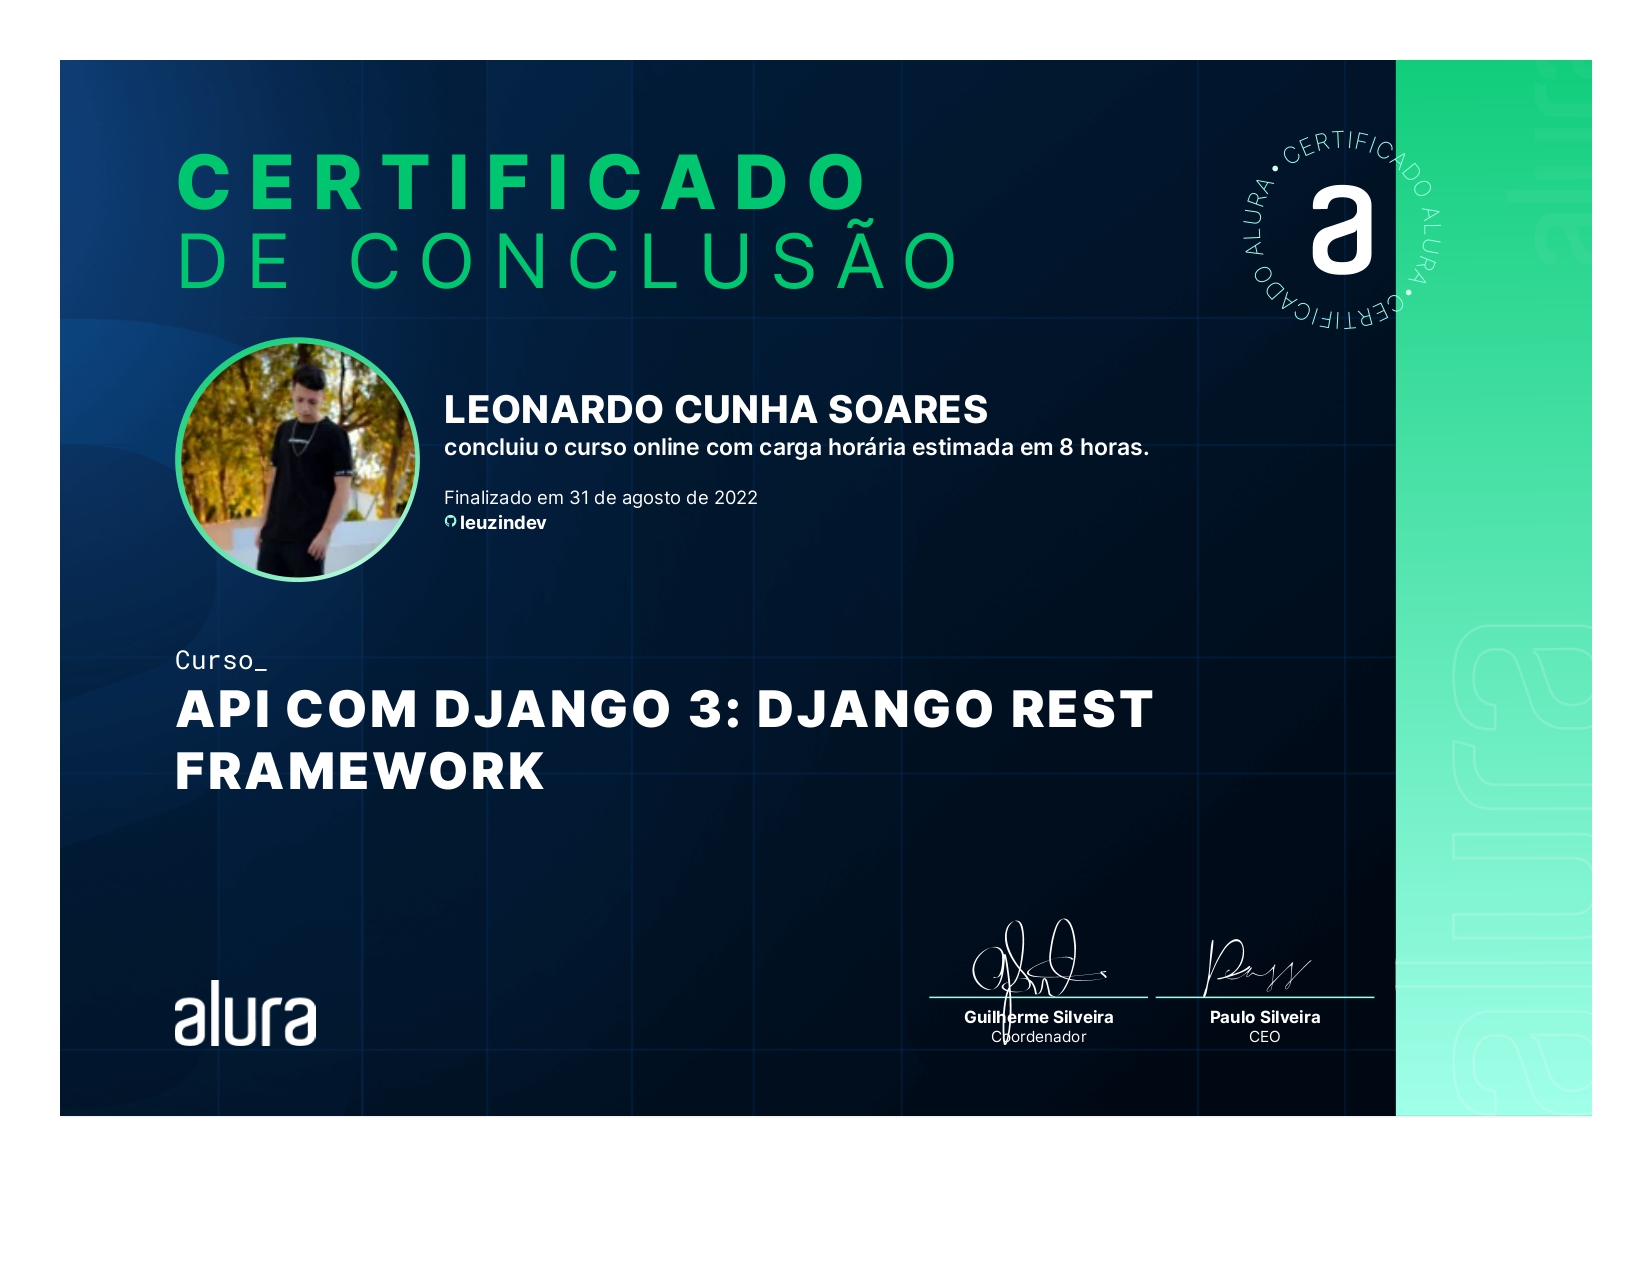 CERTIFICADO
DE CONCLUSÃO
CERTIFICADO ALURA • CERTIFICADO ALURA •
a
LEONARDO CUNHA SOARES
concluiu o curso online com carga horária estimada em 8 horas.
Finalizado em 31 de agosto de 2022
leuzindev
Curso_
API COM DJANGO 3: DJANGO REST
FRAMEWORK
alura
Guilherme Silveira
Coordenador
Paulo Silveira
CEO
alura
alura